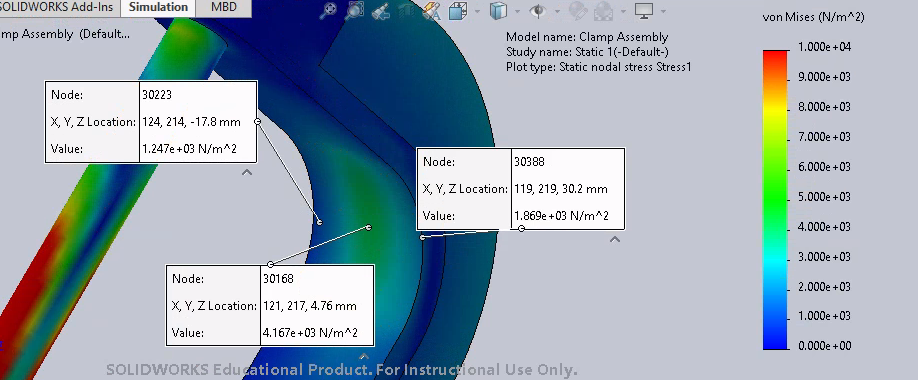 SOLIDWORKS Add-Ins Simulation MBD
mp Assembly (Default...
von Mises (N/m^2)
Model name: Clamp Assembly
Study name: Static 1(-Default-)
Plot type: Static nodal stress Stress1
1.000e+04
9.000e+03
8.000e+03
7.000e+03
6.000e+03
5.000e+03
4.000e+03
3.000e+03
2.000e+03
1.000e+03
0.000e+00
Node: 30223
X, Y, Z Location: 124, 214, -17.8 mm
Value: 1.247e+03 N/m^2
Node: 30388
X, Y, Z Location: 119, 219, 30.2 mm
Value: 1.869e+03 N/m^2
Node: 30168
X, Y, Z Location: 121, 217, 4.76 mm
Value: 4.167e+03 N/m^2
SOLIDWORKS Educational Product. For Instructional Use Only.